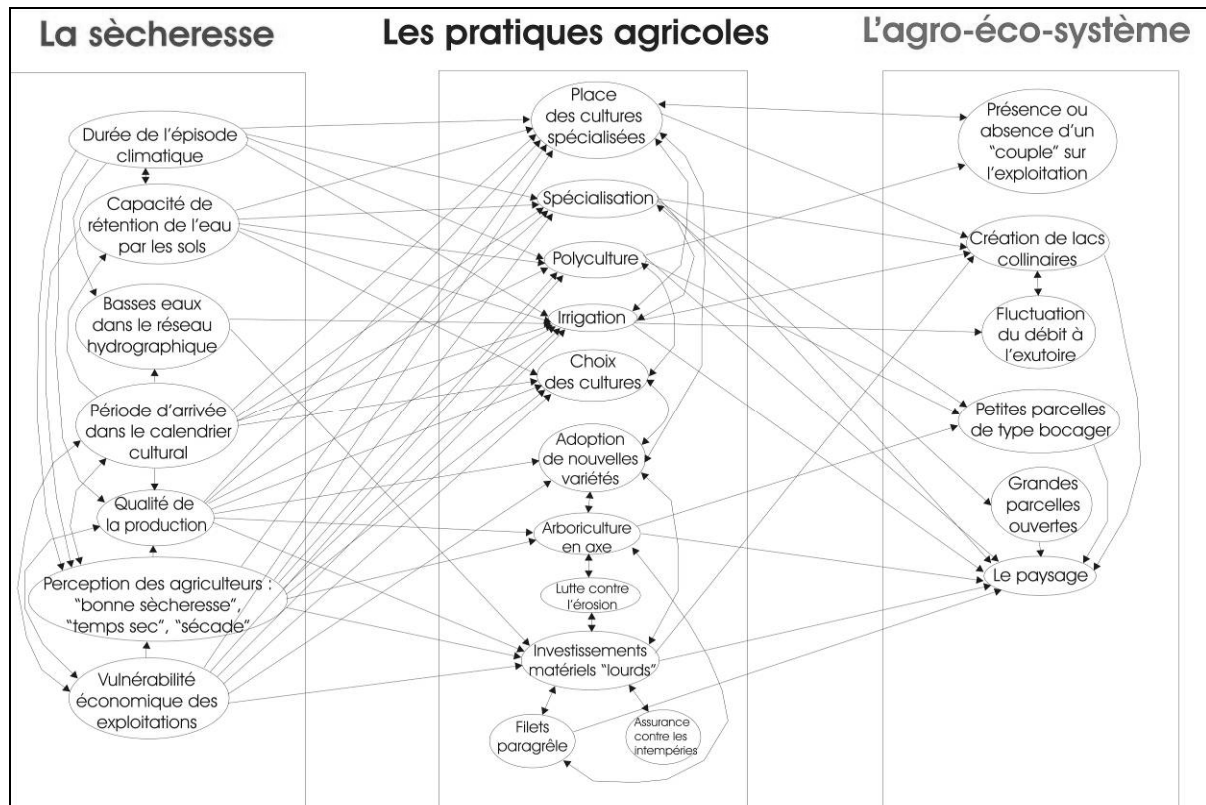 La sècheresse
Les pratiques agricoles
L'agro-éco-système
Durée de l'épisode
climatique
Capacité de
rétention de l'eau
par les sols
Basses eaux
dans le réseau
hydrographique
Période d'arrivée
dans le calendrier
cultural
Qualité de
la production
Perception des agriculteurs :
"bonne sècheresse",
"temps sec", "sécade"
Vulnérabilité
économique des
exploitations
Place
des cultures
spécialisées
Spécialisation
Polyculture
Irrigation
Choix
des cultures
Adoption
de nouvelles
variétés
Arboriculture
en axe
Lutte contre
l'érosion
Investissements
matériels "lourds"
Filets
paragrêle
Assurance
contre les
intempéries
Présence ou
absence d'un
"couple" sur
l'exploitation
Création de lacs
collinaires
Fluctuation
du débit à
l'exutoire
Petites parcelles
de type bocager
Grandes
parcelles
ouvertes
Le paysage